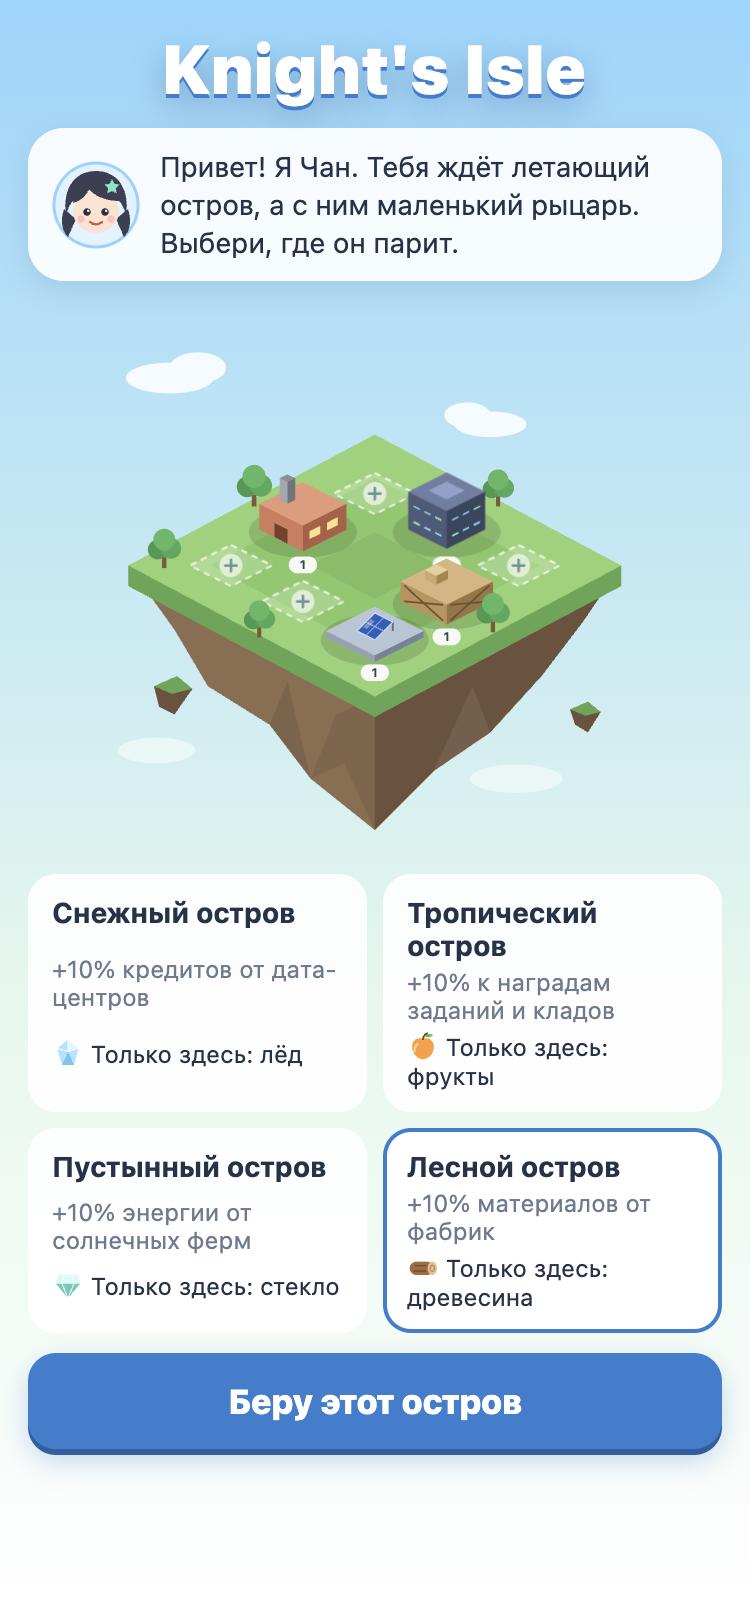 Knight's Isle
Привет! Я Чан. Тебя ждёт летающий
остров, а с ним маленький рыцарь.
Выбери, где он парит.
1
1
1
Снежный остров
+10% кредитов от дата-
центров
Только здесь: лёд
Тропический
остров
+10% к наградам
заданий и кладов
Только здесь:
фрукты
Пустынный остров
+10% энергии от
солнечных ферм
Только здесь: стекло
Лесной остров
+10% материалов от
фабрик
Только здесь:
древесина
Беру этот остров